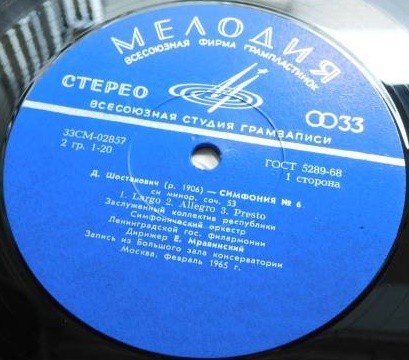 МЕЛОДИЯ
ВСЕСОЮЗНАЯ ФИРМА ГРАМПЛАСТИНОК
СТЕРЕО
33
ВСЕСОЮЗНАЯ СТУДИЯ ГРАМЗАПИСИ
33СМ-02857
2 гр. 1-20
ГОСТ 5289-68
1 сторона
Д. Шостакович (р. 1906) — СИМФОНИЯ № 6
си минор, соч. 53
1. Largo 2. Allegro 3. Presto
Заслуженный коллектив республики
Симфонический оркестр
Ленинградской гос. филармонии
Дирижер Е. Мравинский
Запись из Большого зала консерватории
Москва, февраль 1965 г.